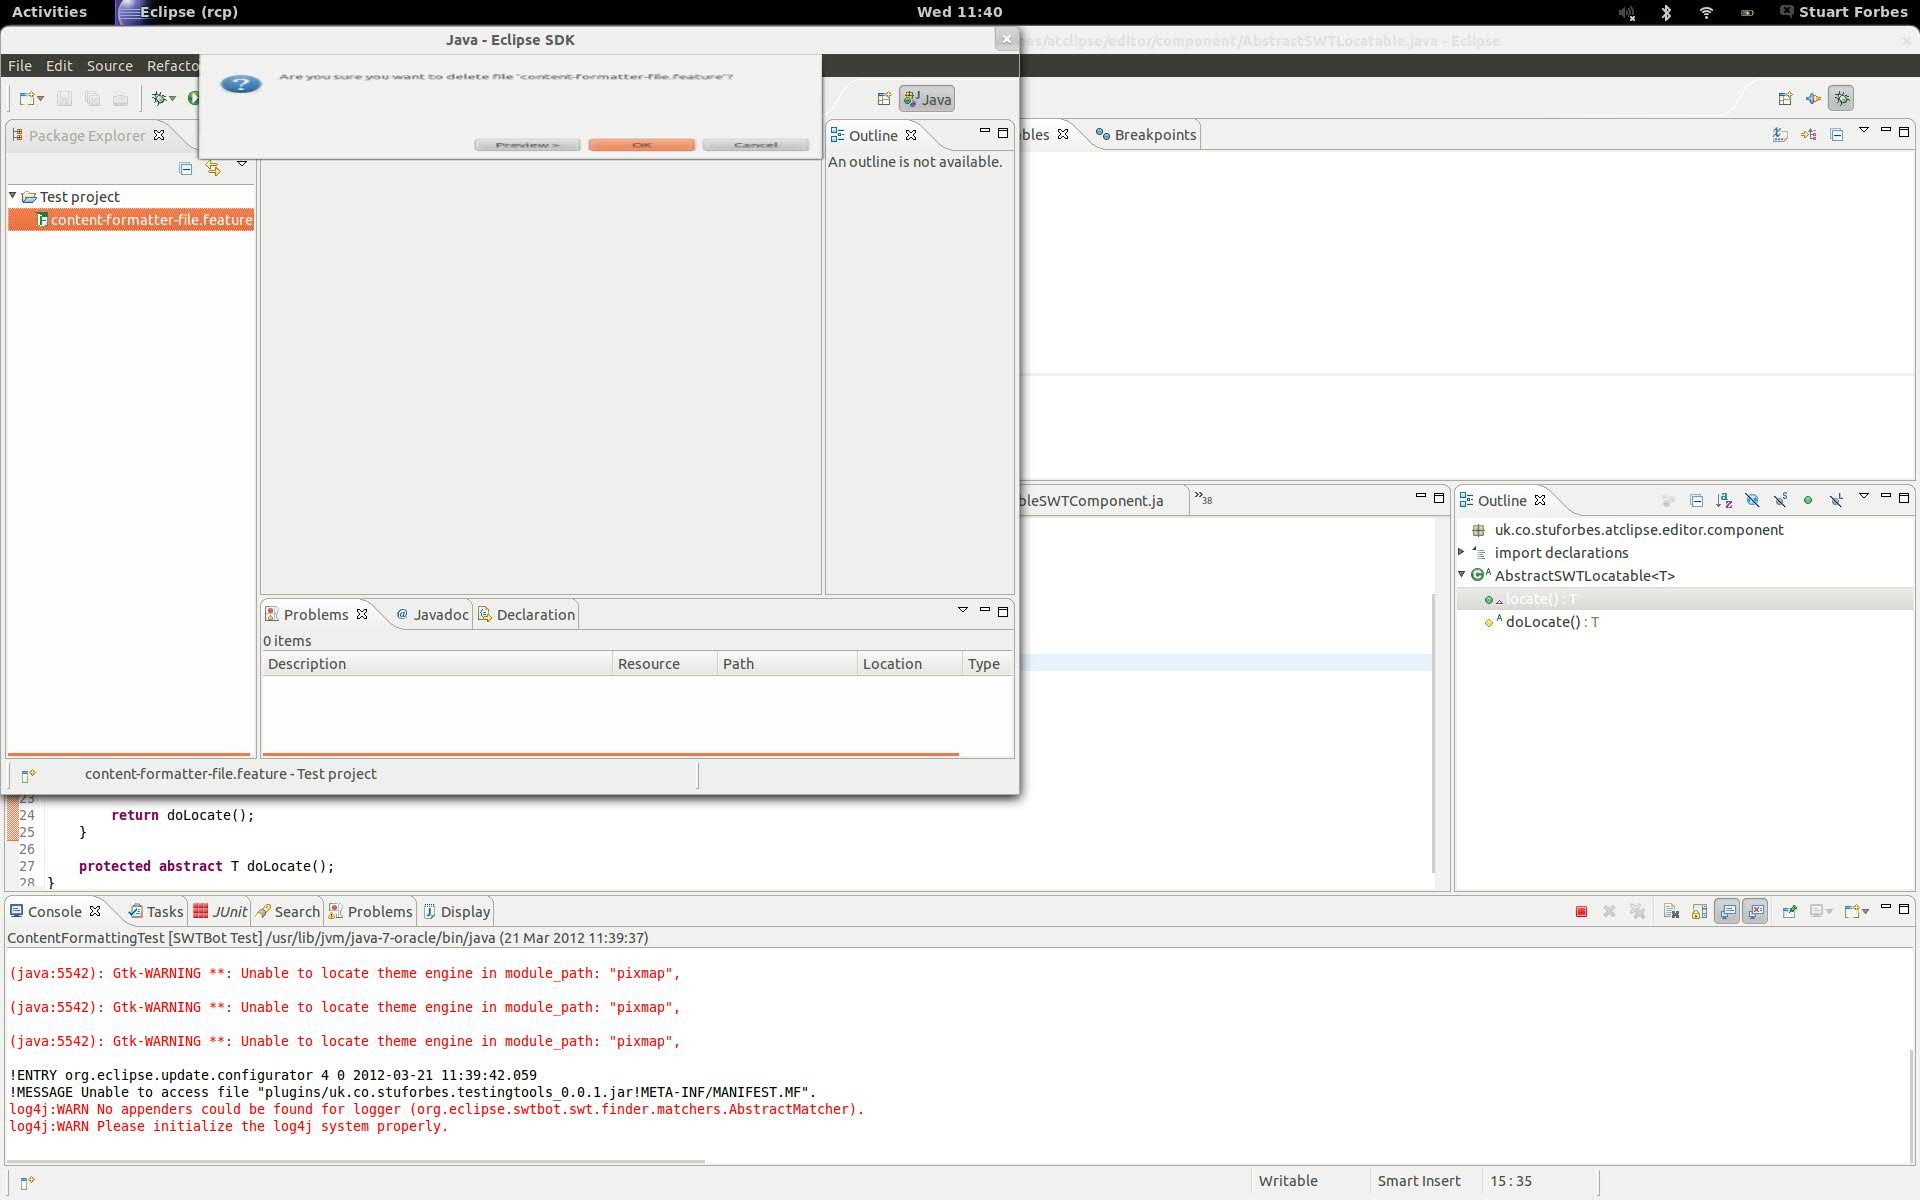 Activities
Eclipse (rcp)
Wed 11:40
Stuart Forbes
Java - Eclipse SDK
es/atclipse/editor/component/AbstractSWTLocatable.java - Eclipse
File Edit Source Refacto
Are you sure you want to delete file 'content-formatter-file.feature'?
Preview > OK Cancel
Java
Package Explorer
Outline
bles
Breakpoints
An outline is not available.
Test project
content-formatter-file.feature
bleSWTComponent.ja
»38
Outline
uk.co.stuforbes.atclipse.editor.component
import declarations
AbstractSWTLocatable<T>
locate() : T
doLocate() : T
Problems
@ Javadoc
Declaration
0 items
Description Resource Path Location Type
content-formatter-file.feature - Test project
23
24 return doLocate();
25 }
26
27 protected abstract T doLocate();
28 }
Console
Tasks
JUnit
Search
Problems
Display
ContentFormattingTest [SWTBot Test] /usr/lib/jvm/java-7-oracle/bin/java (21 Mar 2012 11:39:37)
(java:5542): Gtk-WARNING **: Unable to locate theme engine in module_path: "pixmap",
(java:5542): Gtk-WARNING **: Unable to locate theme engine in module_path: "pixmap",
(java:5542): Gtk-WARNING **: Unable to locate theme engine in module_path: "pixmap",
!ENTRY org.eclipse.update.configurator 4 0 2012-03-21 11:39:42.059
!MESSAGE Unable to access file "plugins/uk.co.stuforbes.testingtools_0.0.1.jar!META-INF/MANIFEST.MF".
log4j:WARN No appenders could be found for logger (org.eclipse.swtbot.swt.finder.matchers.AbstractMatcher).
log4j:WARN Please initialize the log4j system properly.
Writable
Smart Insert
15 : 35